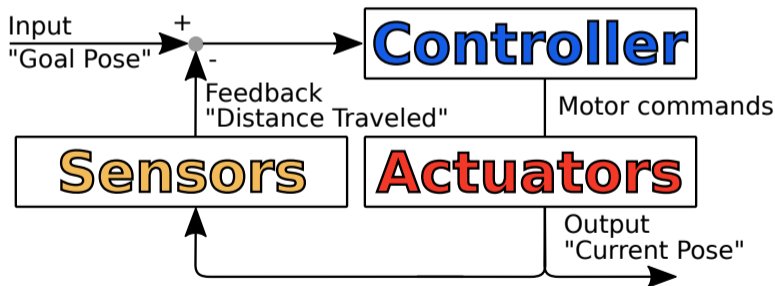 Input
"Goal Pose"
+
-
Controller
Feedback
"Distance Traveled"
Motor commands
Sensors
Actuators
Output
"Current Pose"